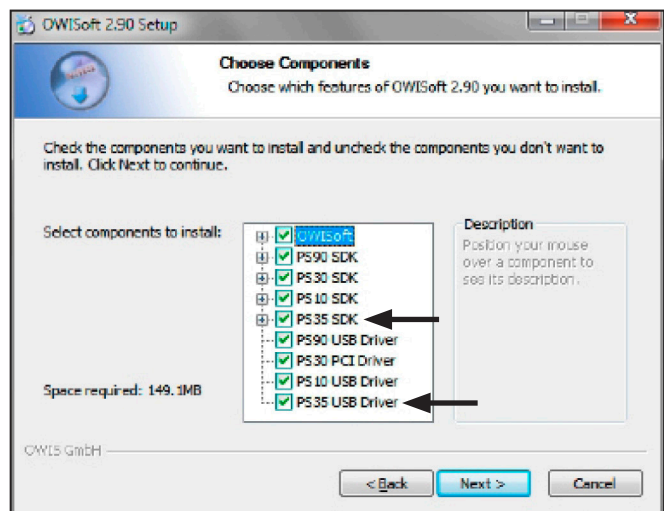 OWISoft 2.90 Setup
Choose Components
Choose which features of OWISoft 2.90 you want to install.
Check the components you want to install and uncheck the components you don't want to
install. Click Next to continue.
Select components to install:
OWISoft
PS90 SDK
PS30 SDK
PS10 SDK
PS35 SDK
PS90 USB Driver
PS30 PCI Driver
PS10 USB Driver
PS35 USB Driver
Description
Position your mouse
over a component to
see its description.
Space required: 149.1MB
OWIS GmbH
< Back
Next >
Cancel